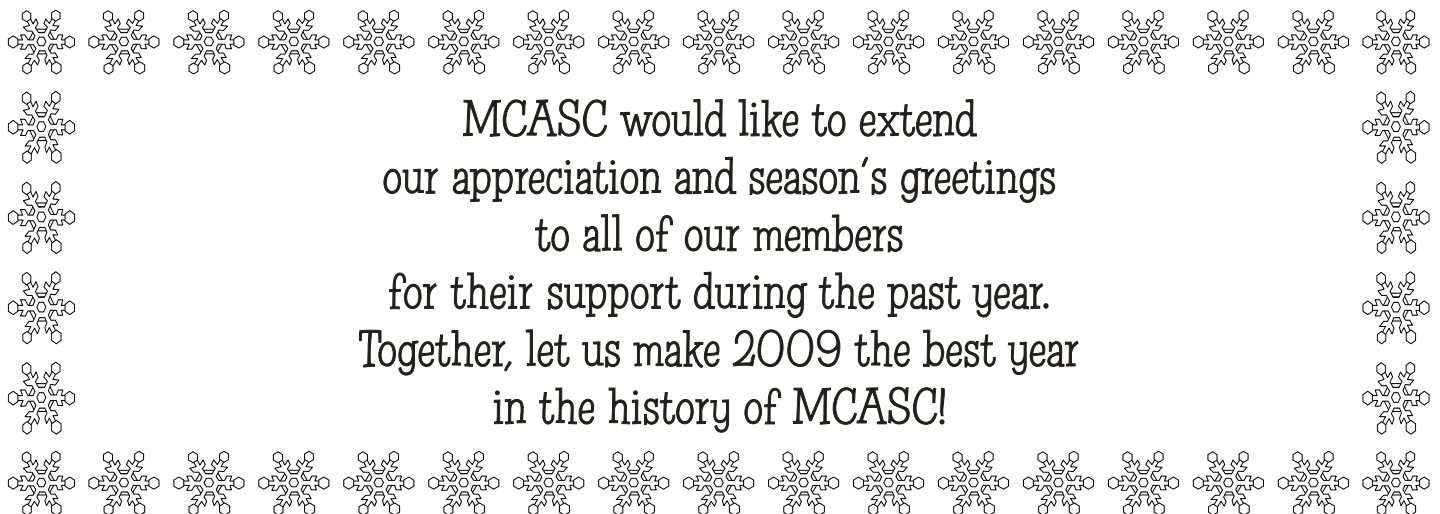 MCASC would like to extend
our appreciation and season's greetings
to all of our members
for their support during the past year.
Together, let us make 2009 the best year
in the history of MCASC!